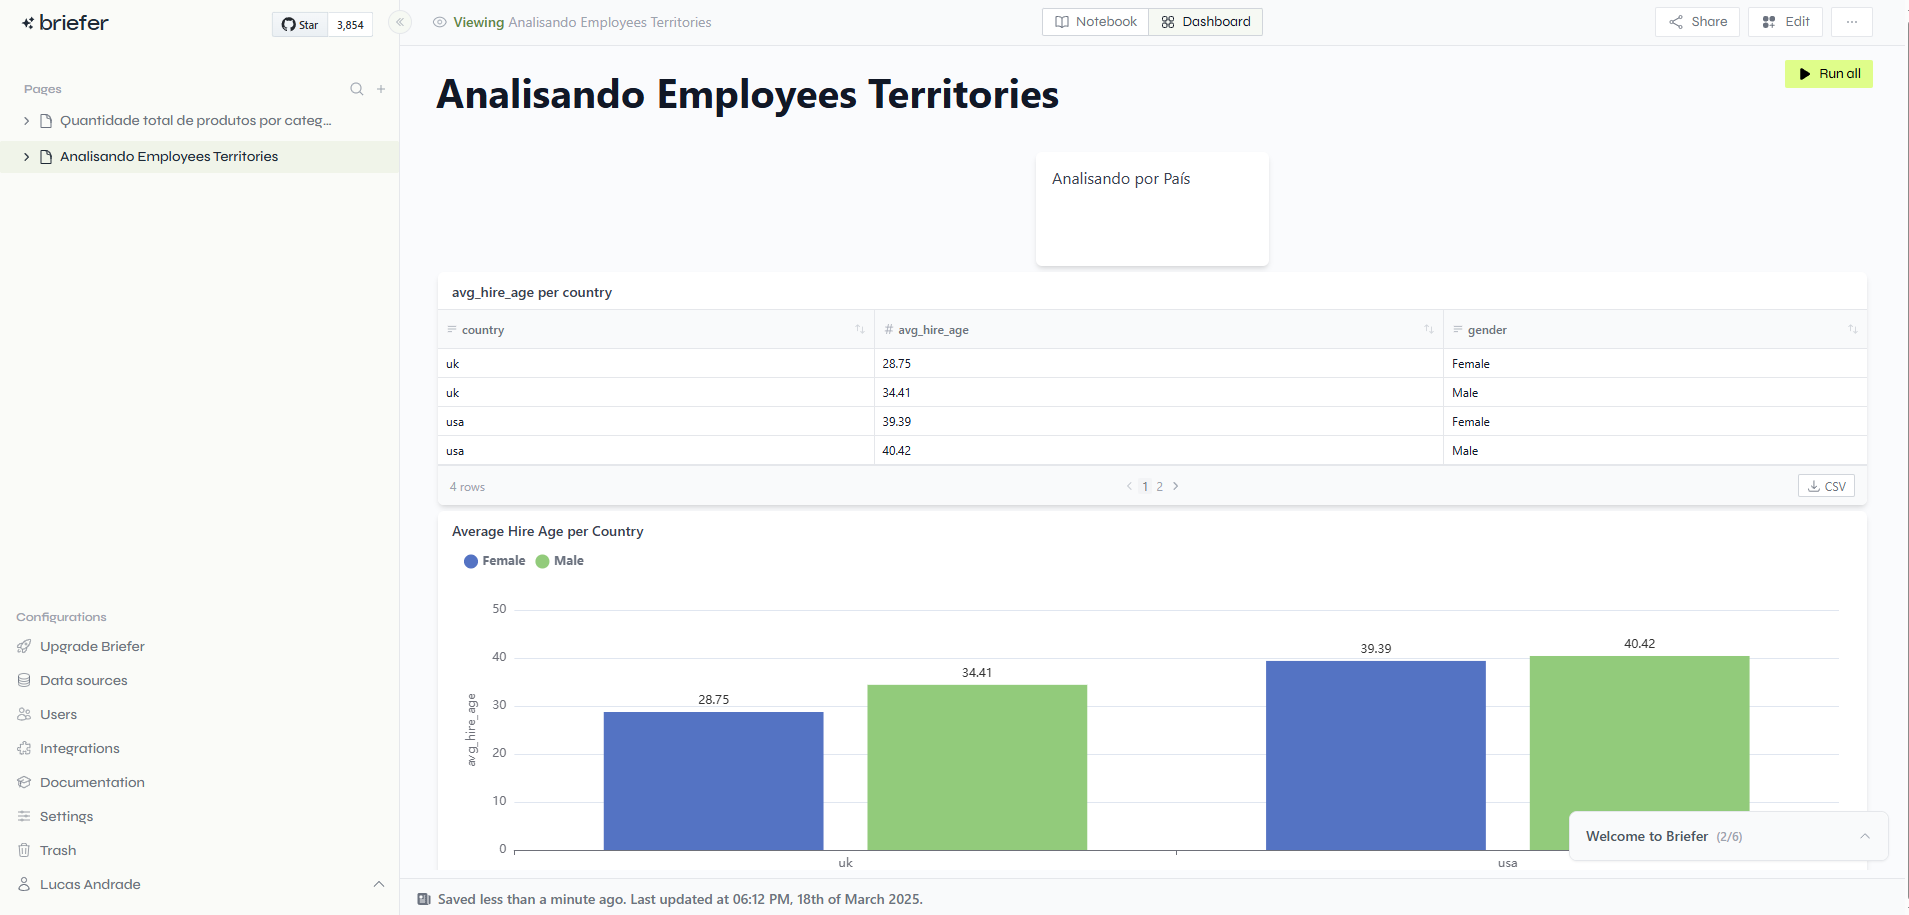 briefer
Star 3,854
Viewing Analisando Employees Territories
Notebook
Dashboard
Share
Edit
...
Pages
Quantidade total de produtos por categ...
Analisando Employees Territories
Configurations
Upgrade Briefer
Data sources
Users
Integrations
Documentation
Settings
Trash
Lucas Andrade
Run all
Analisando Employees Territories
Analisando por País
avg_hire_age per country
country # avg_hire_age gender
uk 28.75 Female
uk 34.41 Male
usa 39.39 Female
usa 40.42 Male
4 rows
1 2
CSV
Average Hire Age per Country
Female Male
50
40
30
20
10
0
avg_hire_age
28.75
34.41
39.39
40.42
uk
usa
Welcome to Briefer (2/6)
Saved less than a minute ago. Last updated at 06:12 PM, 18th of March 2025.